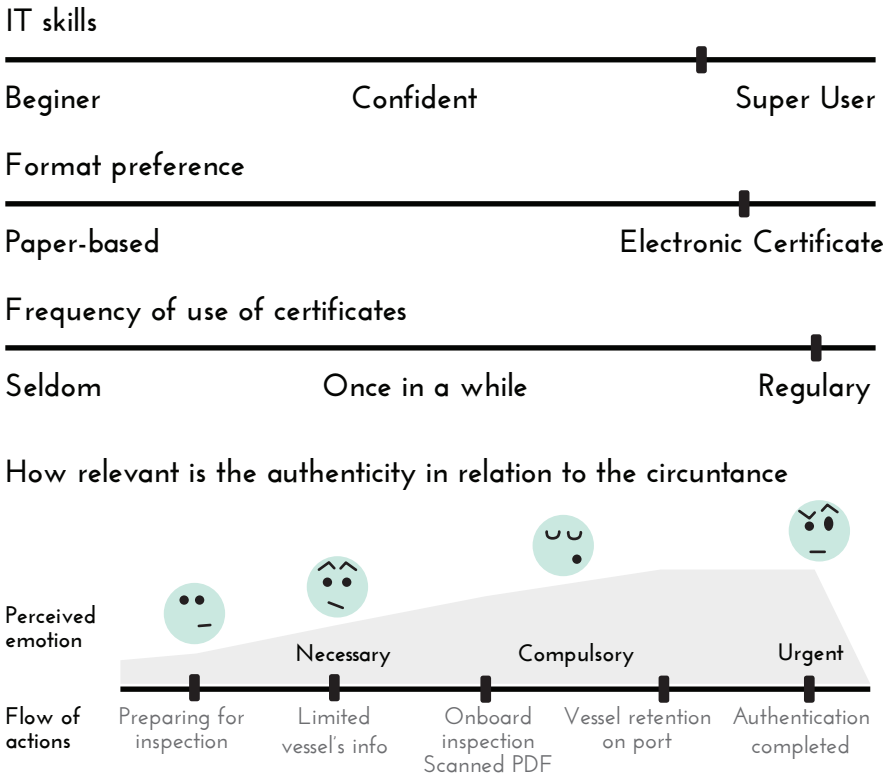 IT skills
Beginer Confident Super User
Format preference
Paper-based Electronic Certificate
Frequency of use of certificates
Seldom Once in a while Regulary
How relevant is the authenticity in relation to the circuntance
Perceived
emotion
Necessary Compulsory Urgent
Flow of
actions
Preparing for
inspection
Limited
vessel's info
Onboard
inspection
Scanned PDF
Vessel retention
on port
Authentication
completed